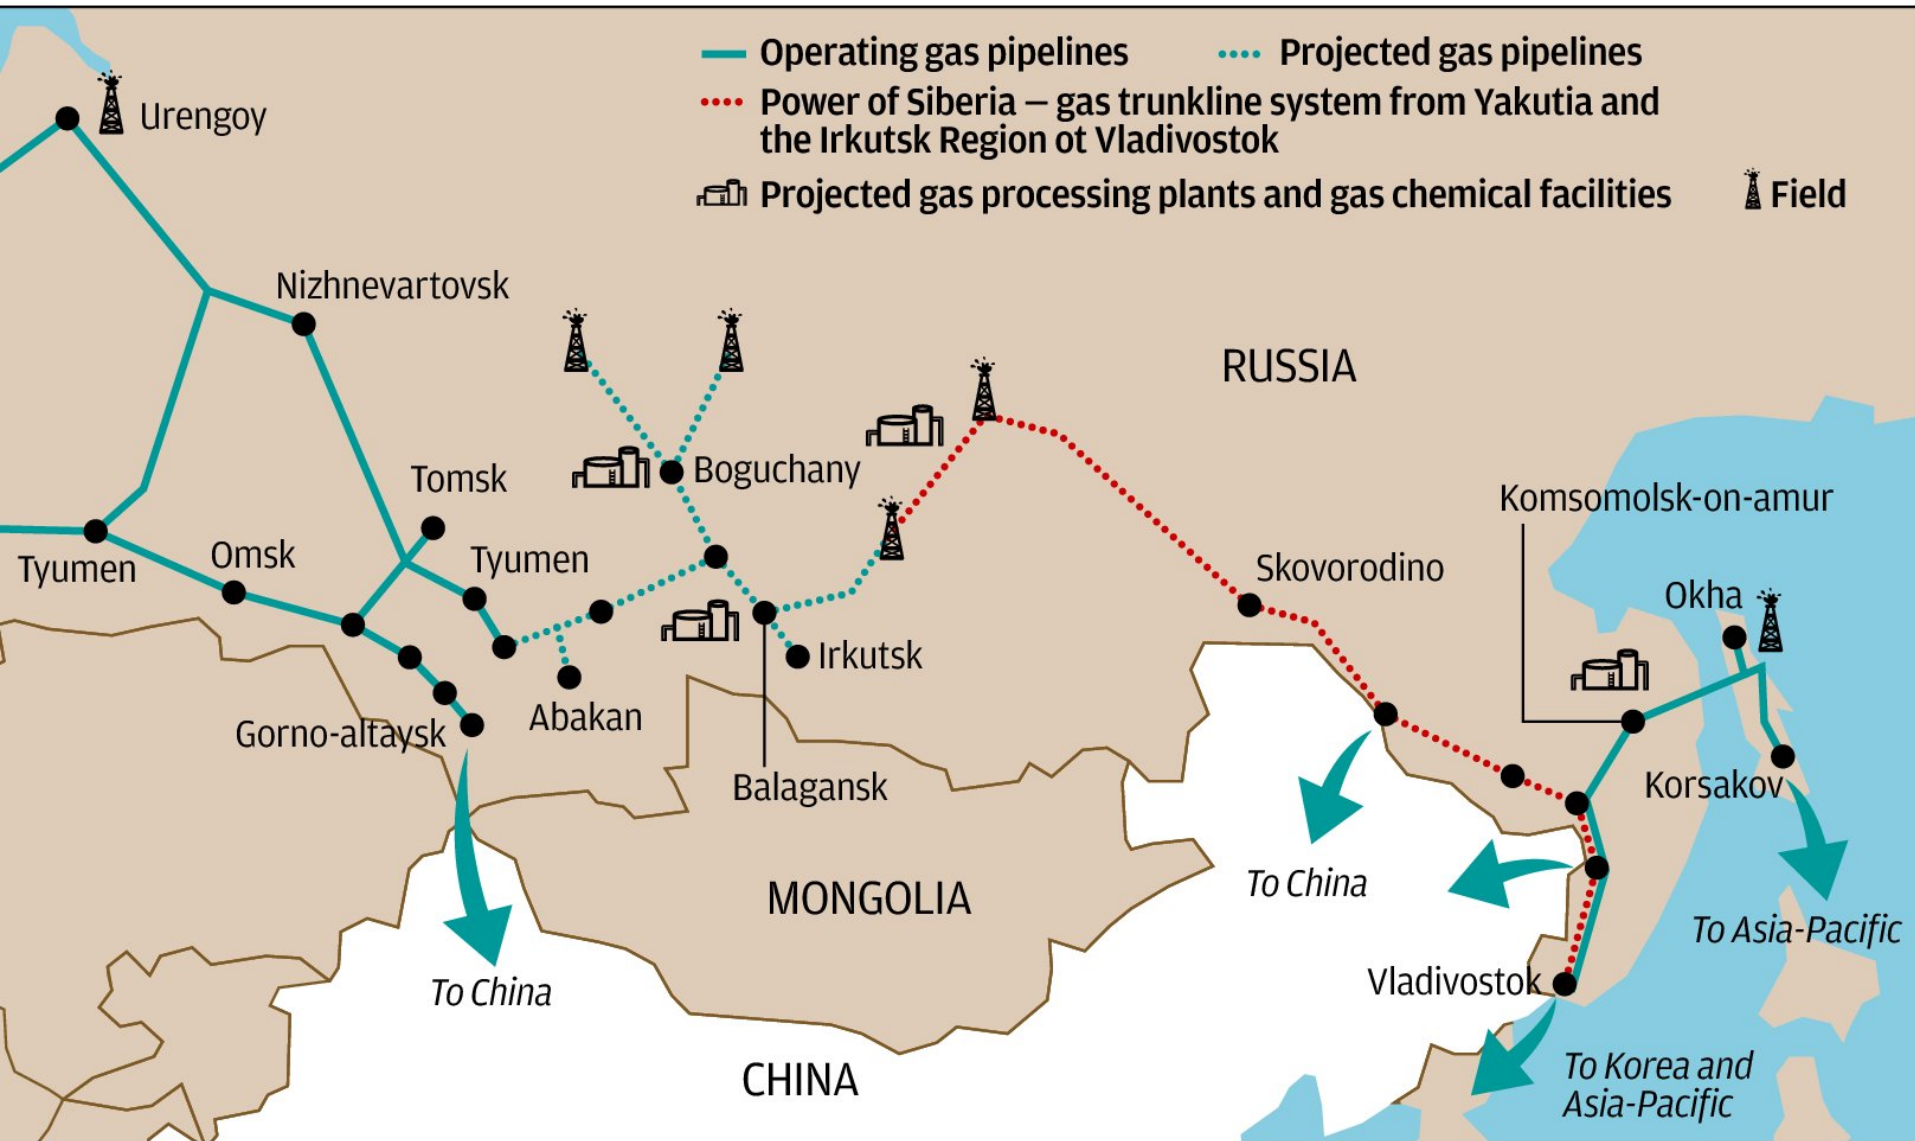 Operating gas pipelines
Projected gas pipelines
Power of Siberia – gas trunkline system from Yakutia and
the Irkutsk Region ot Vladivostok
Projected gas processing plants and gas chemical facilities
Field
Urengoy
Nizhnevartovsk
RUSSIA
Tomsk
Boguchany
Komsomolsk-on-amur
Tyumen
Omsk
Tyumen
Skovorodino
Okha
Irkutsk
Abakan
Gorno-altaysk
Balagansk
Korsakov
To China
MONGOLIA
To Asia-Pacific
To China
Vladivostok
CHINA
To Korea and
Asia-Pacific